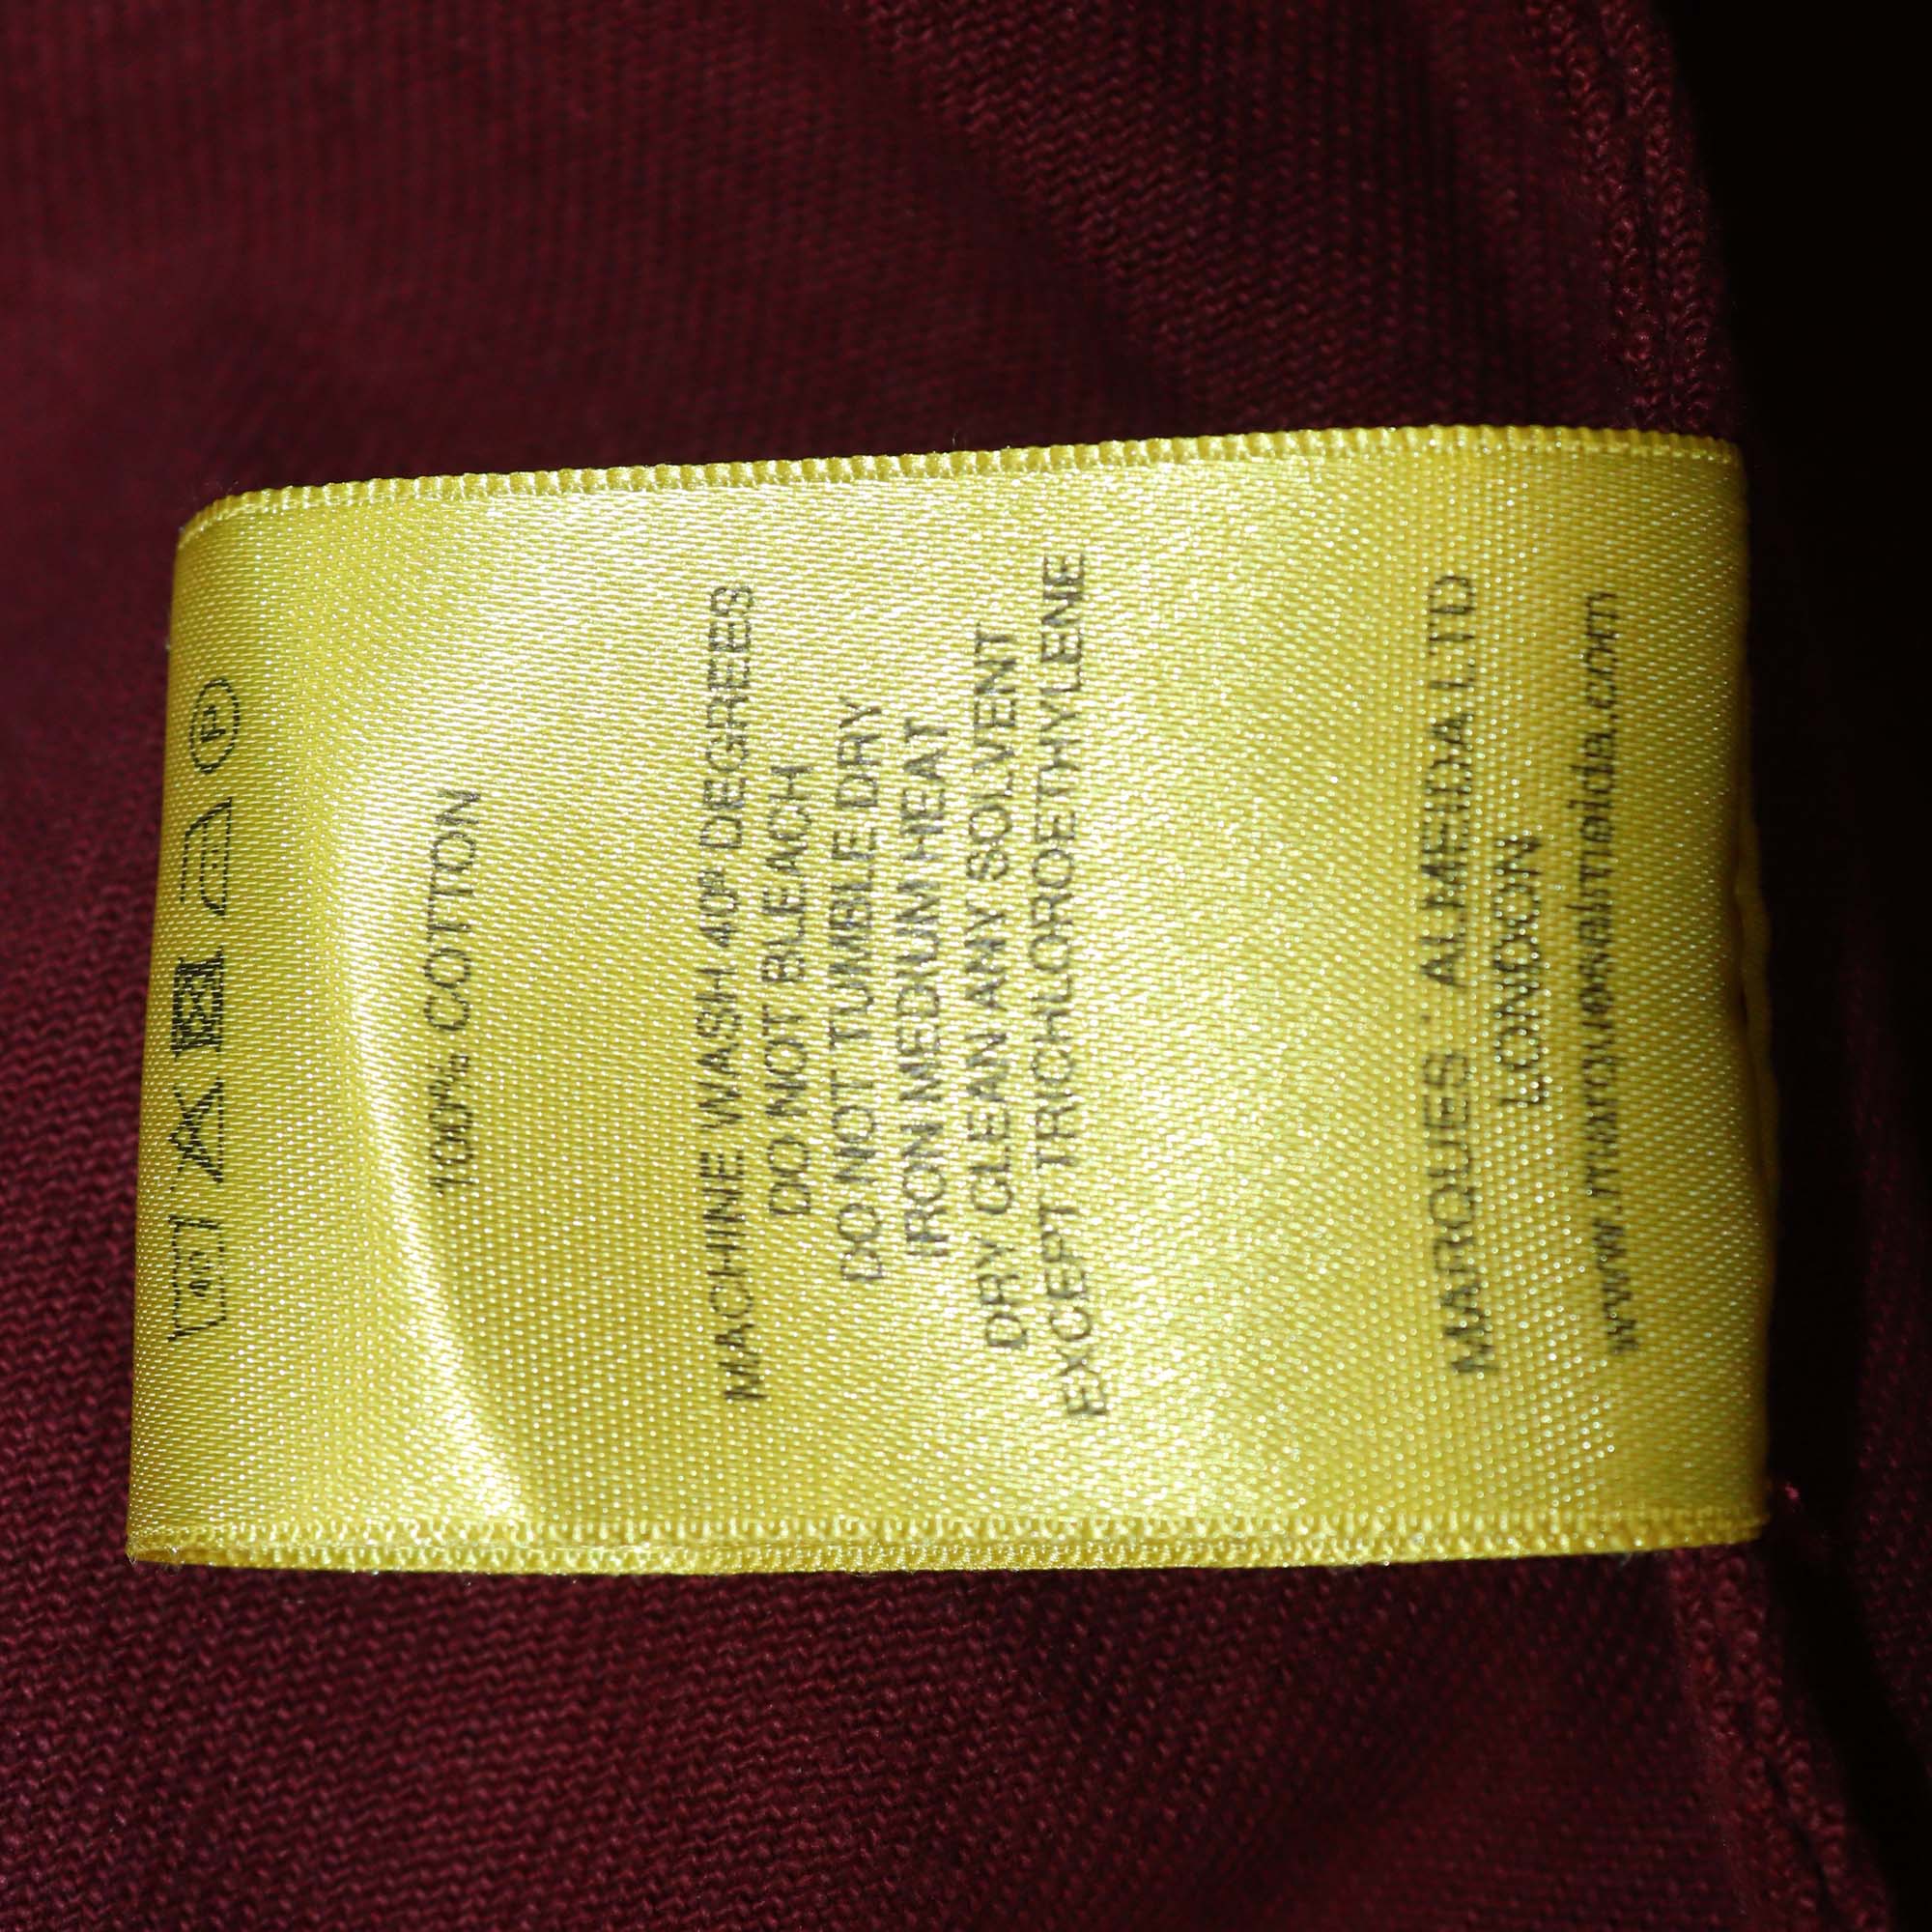 100% COTTON
MACHINE WASH 40° DEGREES
DO NOT BLEACH
DO NOT TUMBLE DRY
IRON MEDIUM HEAT
DRY CLEAN ANY SOLVENT
EXCEPT TRICHLOROETHYLENE
MARQUES ' ALMEIDA LTD
LONDON
www.marquesalmeida.com